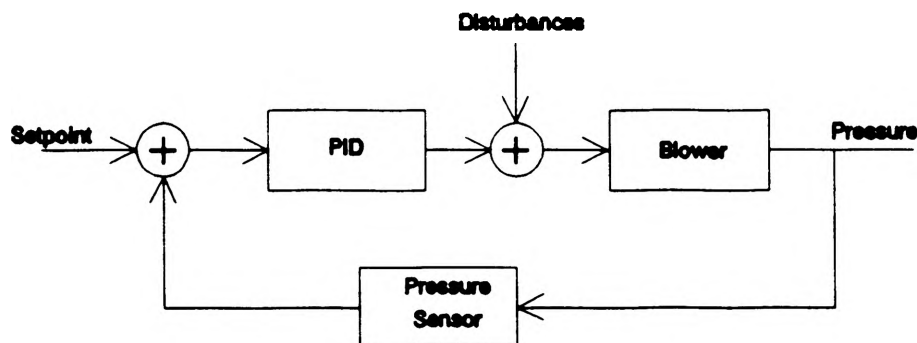 Disturbances
Setpoint
+
PID
+
Blower
Pressure
Pressure
Sensor